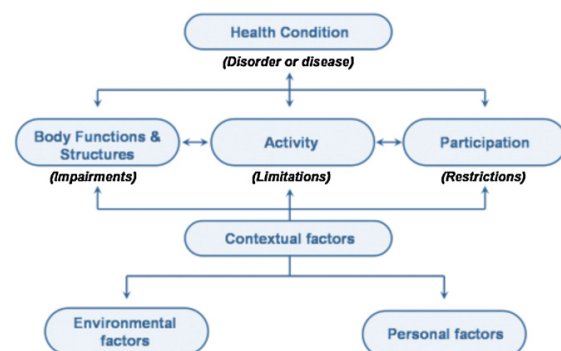 Health Condition
(Disorder or disease)
Body Functions &
Structures
Activity
Participation
(Impairments)
(Limitations)
(Restrictions)
Contextual factors
Environmental
factors
Personal factors